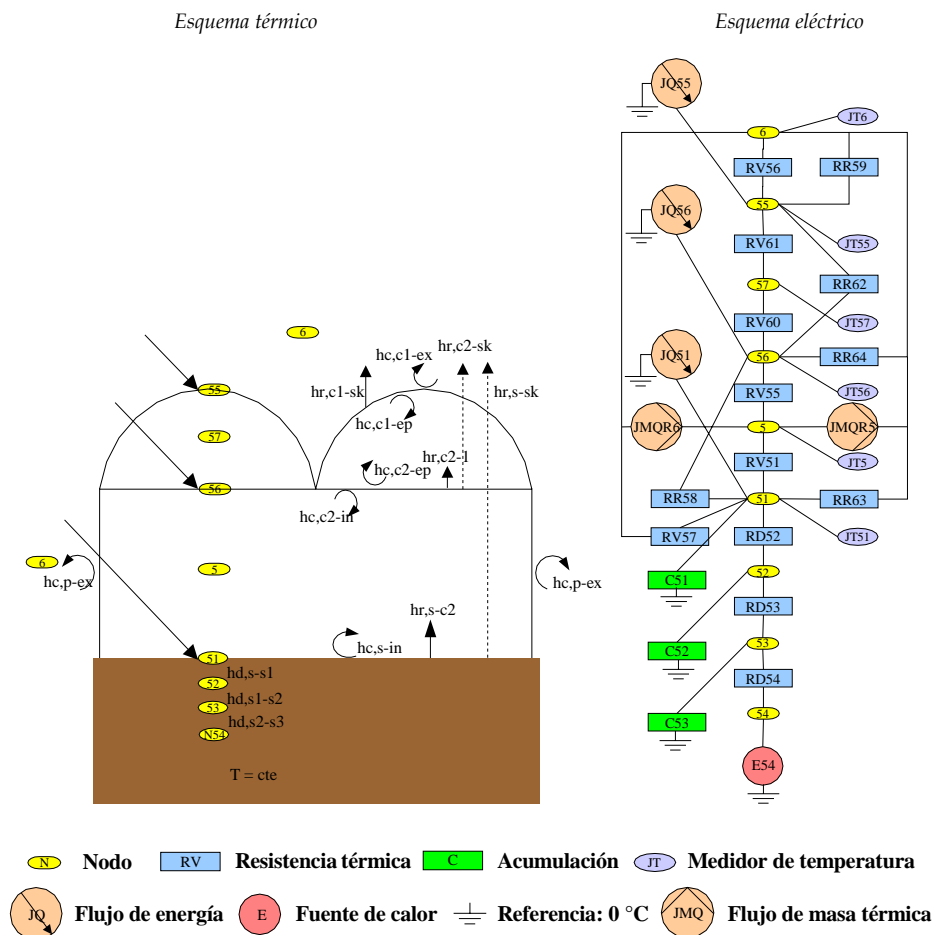 Esquema térmico
Esquema eléctrico
6
55
57
56
6
5
51
52
53
N54
hr,c1-sk
hc,c1-ex
hr,c2-sk
hr,s-sk
hc,c1-ep
hc,c2-ep
hr,c2-1
hc,c2-in
hc,p-ex
hc,p-ex
hc,s-in
hr,s-c2
hd,s-s1
hd,s1-s2
hd,s2-s3
T = cte
JQ55
JT6
6
RV56
RR59
55
JQ56
RV61
JT55
57
RR62
RV60
JT57
JQ51
56
RR64
RV55
JT56
JMQR6
5
JMQR5
RV51
JT5
RR58
51
RR63
RV57
RD52
JT51
C51
52
RD53
C52
53
RD54
C53
54
E54
N Nodo RV Resistencia térmica C Acumulación JT Medidor de temperatura
JQ Flujo de energía E Fuente de calor Referencia: 0 °C JMQ Flujo de masa térmica